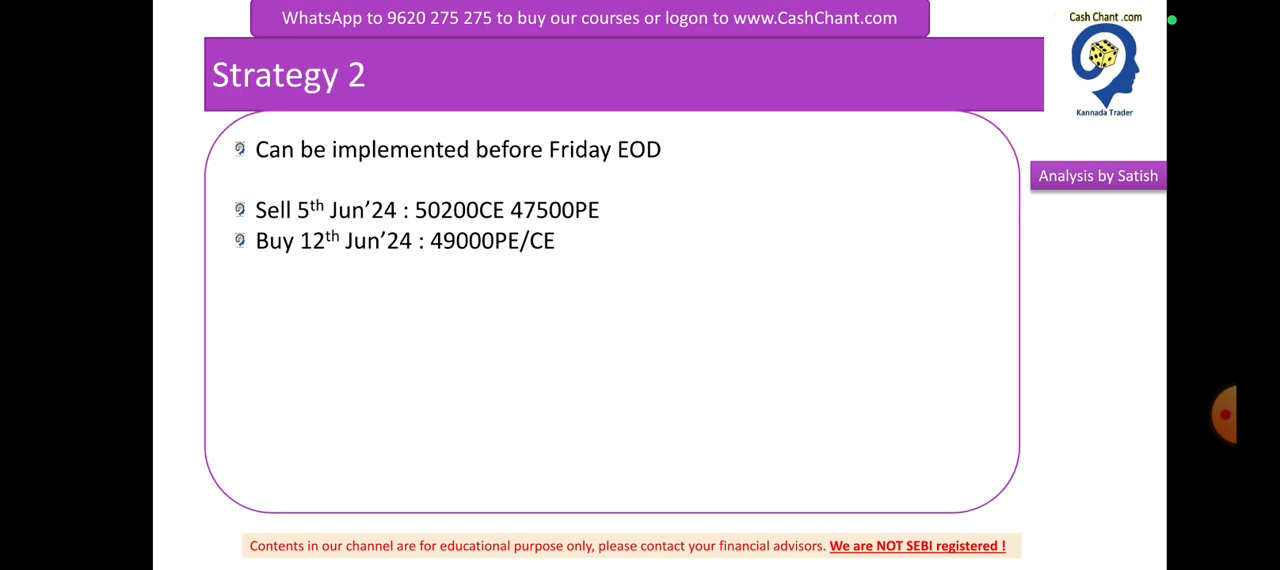 WhatsApp to 9620 275 275 to buy our courses or logon to www.CashChant.com
Cash Chant .com
Strategy 2
Kannada Trader
Can be implemented before Friday EOD
Analysis by Satish
Sell 5th Jun’24 : 50200CE 47500PE
Buy 12th Jun’24 : 49000PE/CE
Contents in our channel are for educational purpose only, please contact your financial advisors. We are NOT SEBI registered !